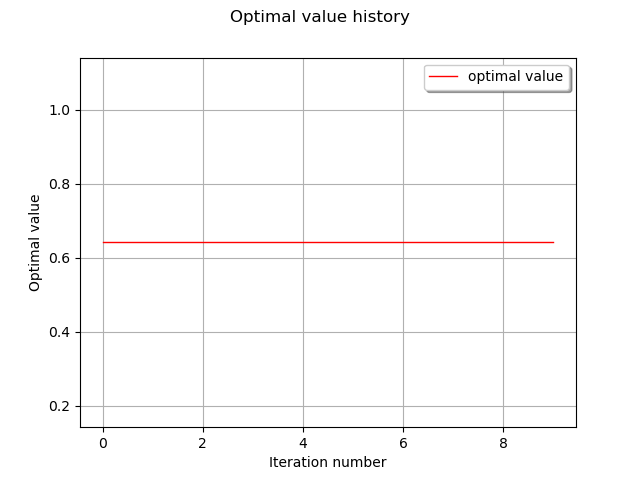 Optimal value history
optimal value
Optimal value
1.0
0.8
0.6
0.4
0.2
0 2 4 6 8
Iteration number